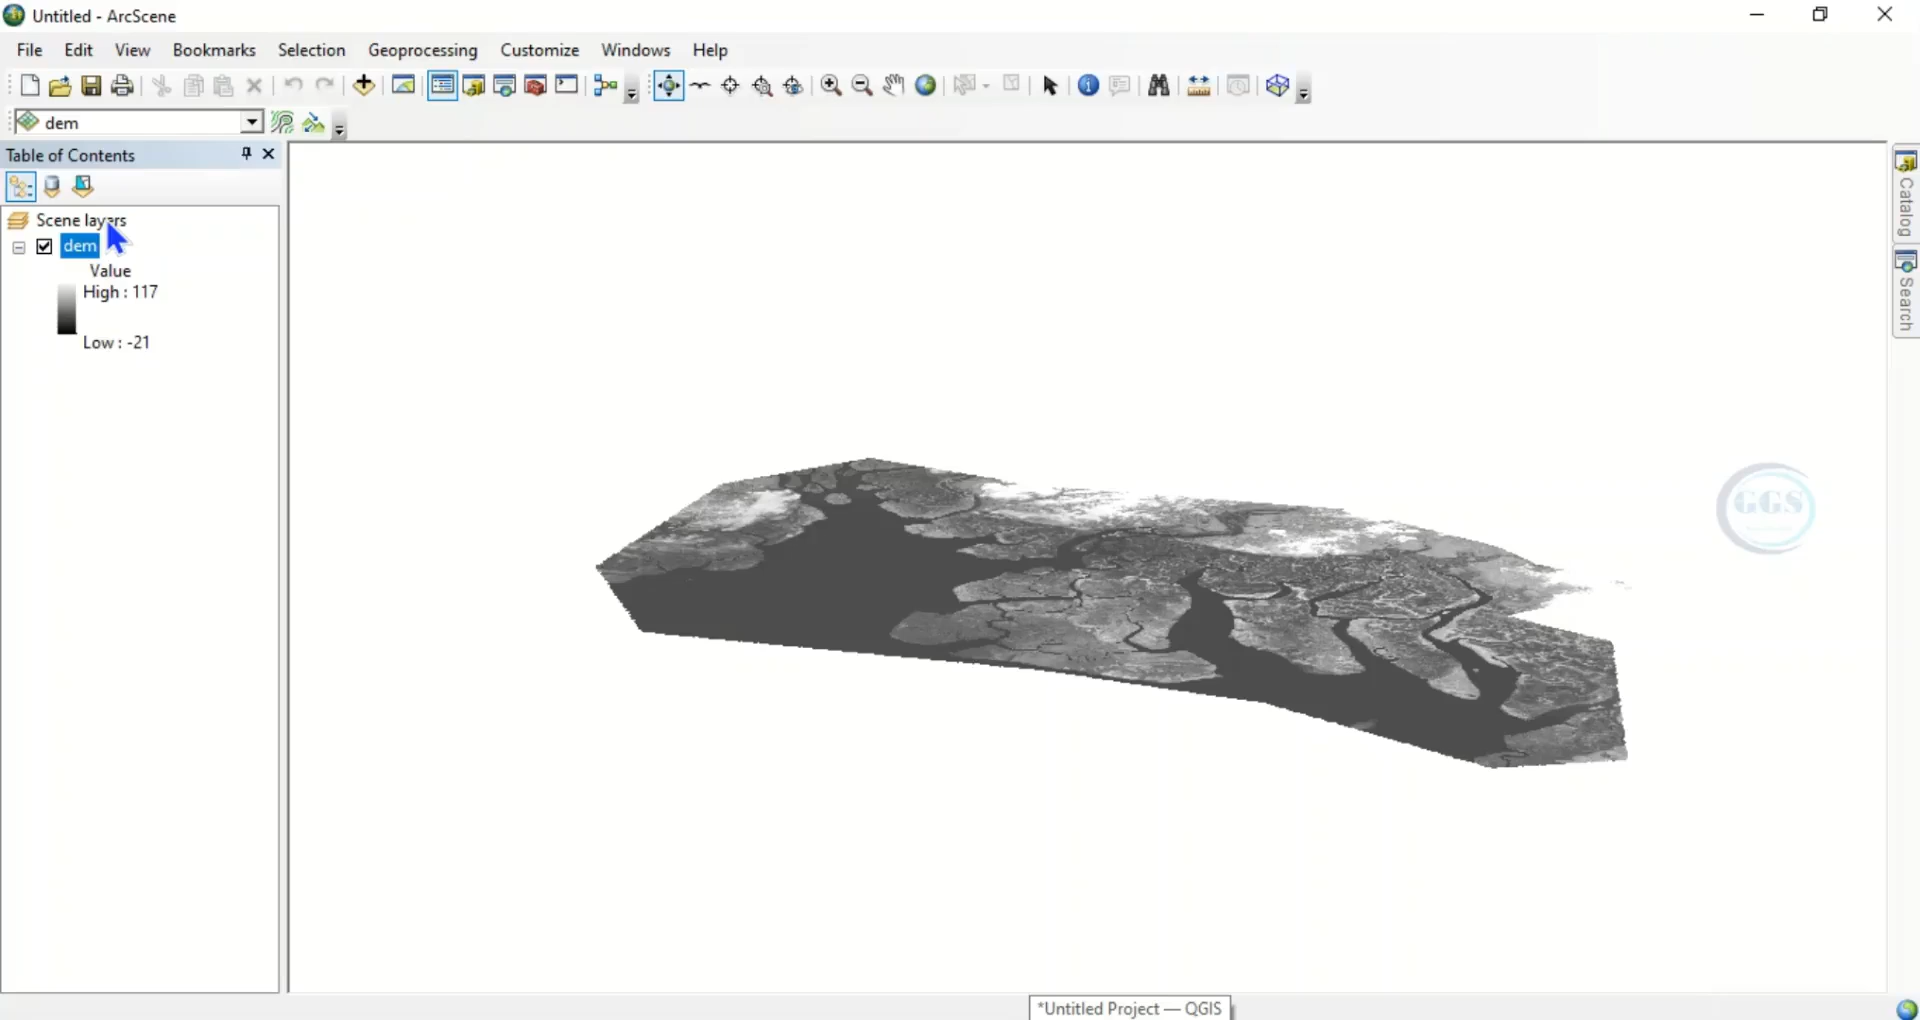 Untitled - ArcScene
File Edit View Bookmarks Selection Geoprocessing Customize Windows Help
dem
Table of Contents
Scene layers
dem
Value
High : 117
Low : -21
Catalog
Search
GGS
*Untitled Project — QGIS